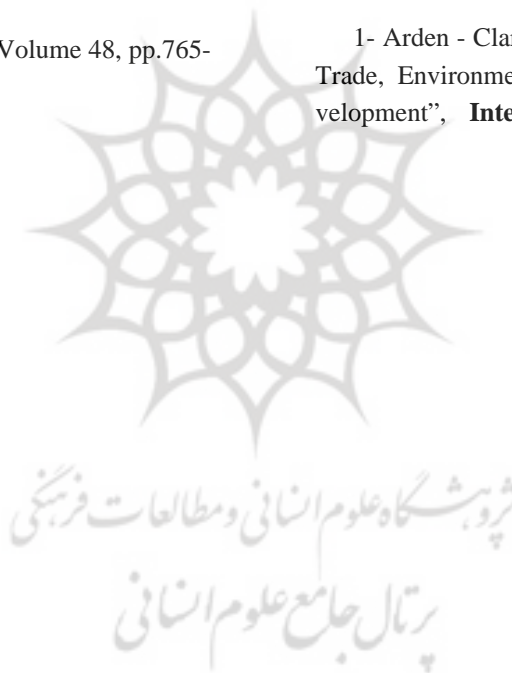 Volume 48, pp.765-
1- Arden - Clar
Trade, Environme
velopment”, Inte
پژوهشگاه علوم انسانی و مطالعات فرهنگی
پرتال جامع علوم انسانی